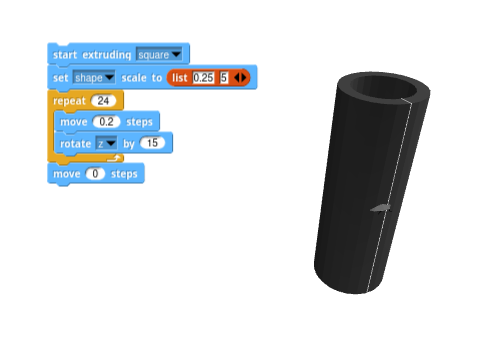 start extruding square
set shape scale to list 0.25 5
repeat 24
move 0.2 steps
rotate z by 15
move 0 steps